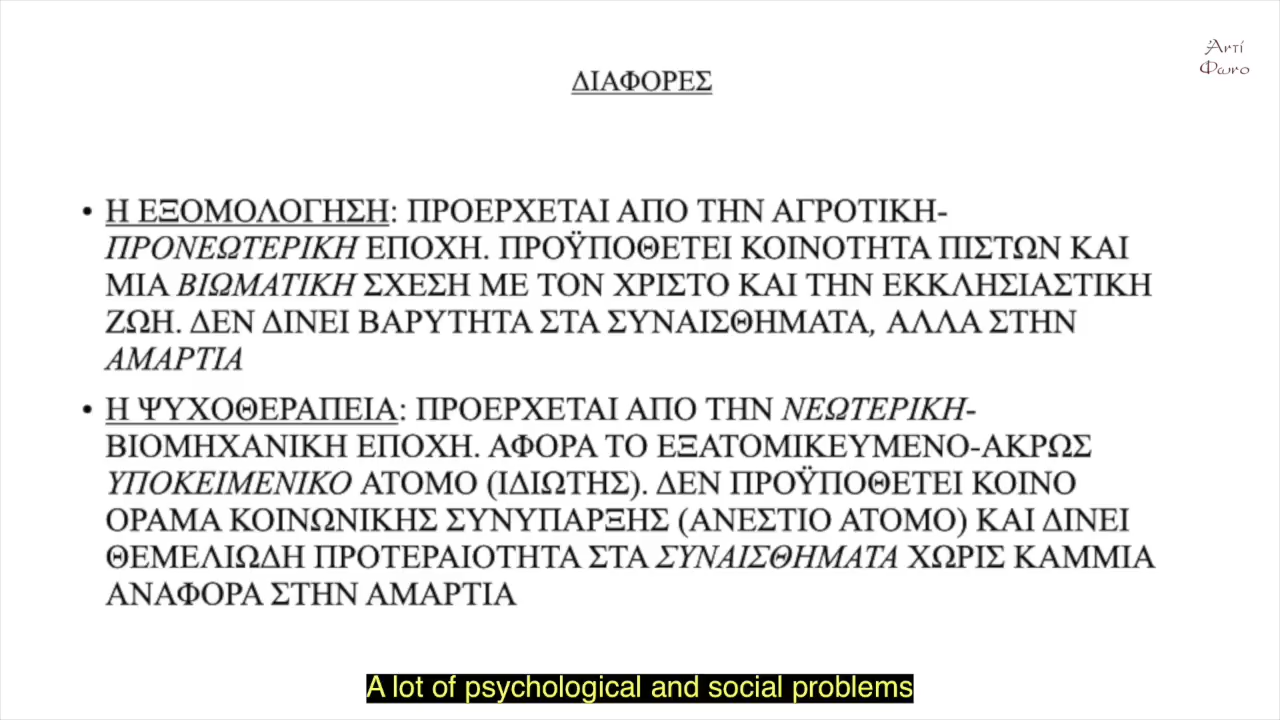 Ἀρτί
Φωνο
ΔΙΑΦΟΡΕΣ
• Η ΕΞΟΜΟΛΟΓΗΣΗ: ΠΡΟΕΡΧΕΤΑΙ ΑΠΟ ΤΗΝ ΑΓΡΟΤΙΚΗ-
ΠΡΟΝΕΩΤΕΡΙΚΗ ΕΠΟΧΗ. ΠΡΟΫΠΟΘΕΤΕΙ ΚΟΙΝΟΤΗΤΑ ΠΙΣΤΩΝ ΚΑΙ
ΜΙΑ ΒΙΩΜΑΤΙΚΗ ΣΧΕΣΗ ΜΕ ΤΟΝ ΧΡΙΣΤΟ ΚΑΙ ΤΗΝ ΕΚΚΛΗΣΙΑΣΤΙΚΗ
ΖΩΗ. ΔΕΝ ΔΙΝΕΙ ΒΑΡΥΤΗΤΑ ΣΤΑ ΣΥΝΑΙΣΘΗΜΑΤΑ, ΑΛΛΑ ΣΤΗΝ
ΑΜΑΡΤΙΑ
• Η ΨΥΧΟΘΕΡΑΠΕΙΑ: ΠΡΟΕΡΧΕΤΑΙ ΑΠΟ ΤΗΝ ΝΕΩΤΕΡΙΚΗ-
ΒΙΟΜΗΧΑΝΙΚΗ ΕΠΟΧΗ. ΑΦΟΡΑ ΤΟ ΕΞΑΤΟΜΙΚΕΥΜΕΝΟ-ΑΚΡΩΣ
ΥΠΟΚΕΙΜΕΝΙΚΟ ΑΤΟΜΟ (ΙΔΙΩΤΗΣ). ΔΕΝ ΠΡΟΫΠΟΘΕΤΕΙ ΚΟΙΝΟ
ΟΡΑΜΑ ΚΟΙΝΩΝΙΚΗΣ ΣΥΝΥΠΑΡΞΗΣ (ΑΝΕΣΤΙΟ ΑΤΟΜΟ) ΚΑΙ ΔΙΝΕΙ
ΘΕΜΕΛΙΩΔΗ ΠΡΟΤΕΡΑΙΟΤΗΤΑ ΣΤΑ ΣΥΝΑΙΣΘΗΜΑΤΑ ΧΩΡΙΣ ΚΑΜΜΙΑ
ΑΝΑΦΟΡΑ ΣΤΗΝ ΑΜΑΡΤΙΑ
A lot of psychological and social problems